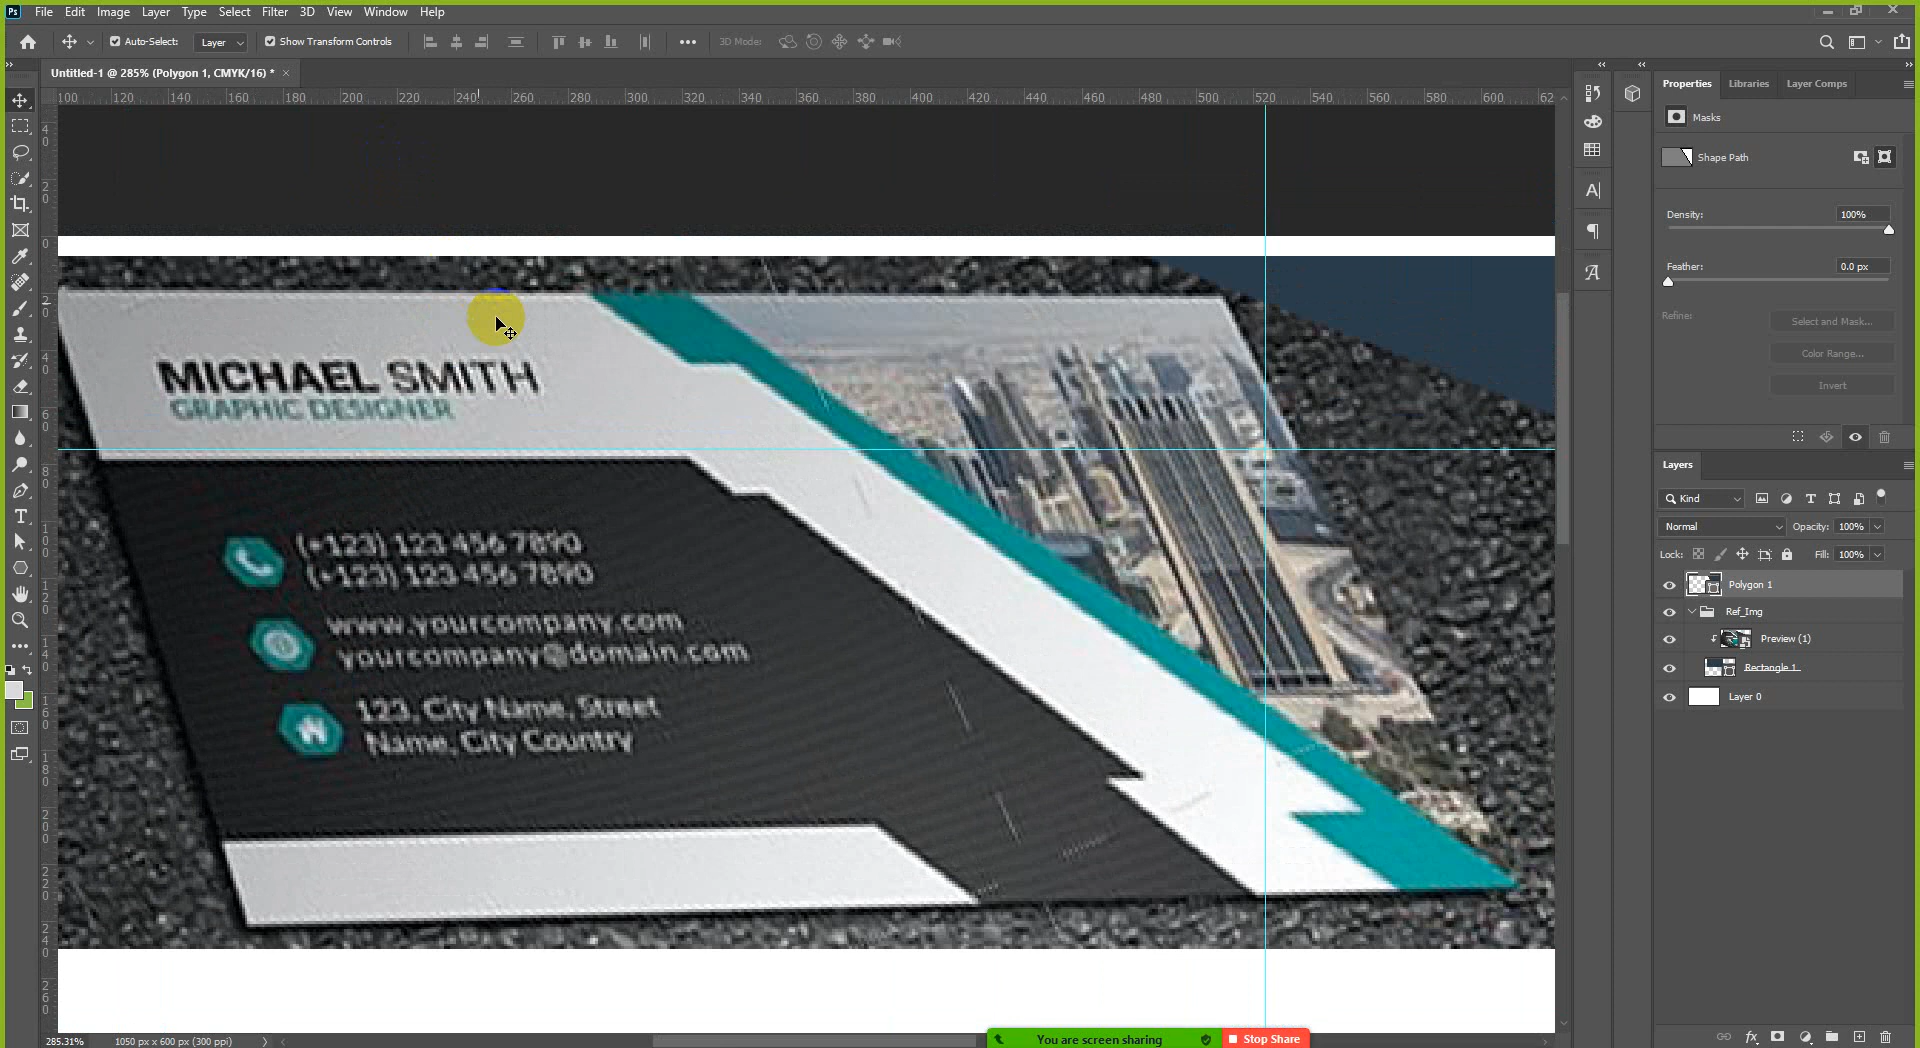 Ps File Edit Image Layer Type Select Filter 3D View Window Help
Auto-Select: Layer Show Transform Controls 3D Mode:
Untitled-1 @ 285% (Polygon 1, CMYK/16) * ×
100 120 140 160 180 200 220 240 260 280 300 320 340 360 380 400 420 440 460 480 500 520 540 560 580 600 62
Properties Libraries Layer Comps
Masks
Shape Path
Density: 100%
Feather: 0.0 px
Refine: Select and Mask...
Color Range...
Invert
Layers
Kind
Normal Opacity: 100%
Lock: Fill: 100%
Polygon 1
Ref_Img
Preview (1)
Rectangle 1
Layer 0
MICHAEL SMITH
GRAPHIC DESIGNER
(+123) 123 456 7890
(+123) 123 456 7890
www.yourcompany.com
yourcompany@domain.com
123, City Name, Street
Name, City Country
285.31% 1050 px x 600 px (300 ppi)
You are screen sharing Stop Share